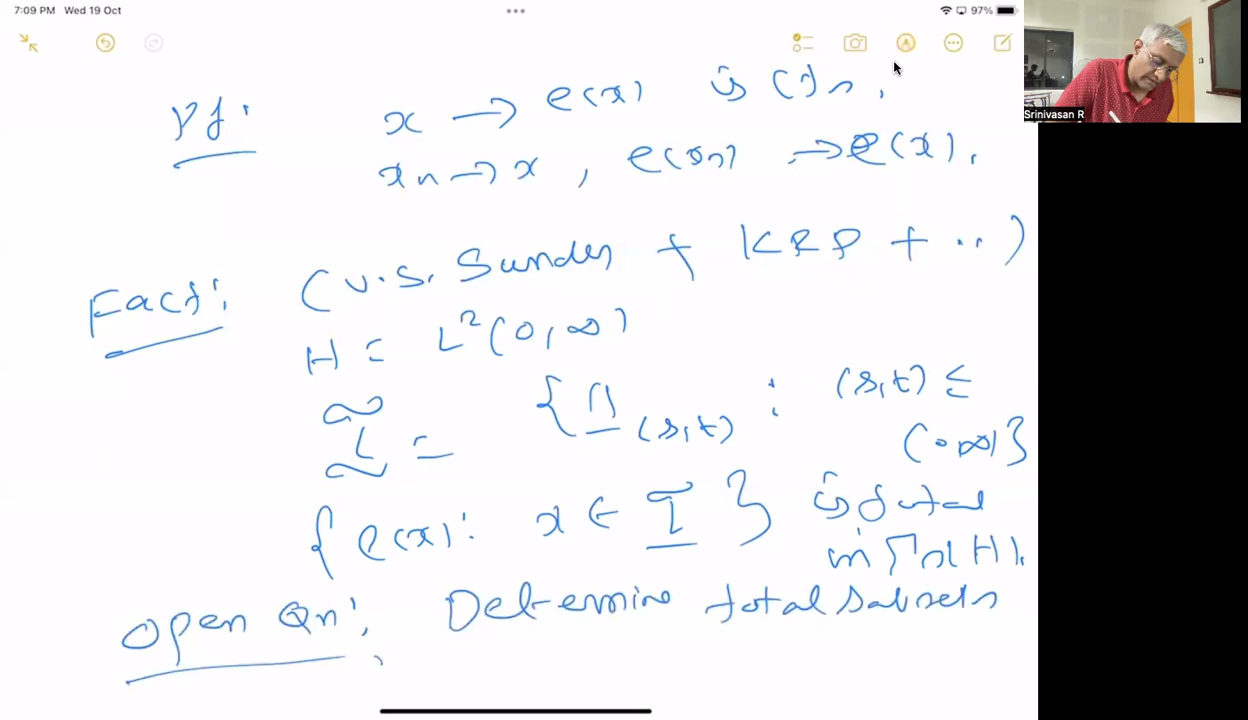 7:09 PM Wed 19 Oct
97%
Srinivasan R
Pf: x → e(x) is cts.
xn → x, e(xn) → e(x).
Fact: (V.S. Sunder + KRP + ..)
H = L²(0,∞)
I = {1(s,t) : (s,t) ⊆ (0,∞)}
{e(x): x ∈ I} is total
in Γs(H).
Open Qn: Determine total subsets